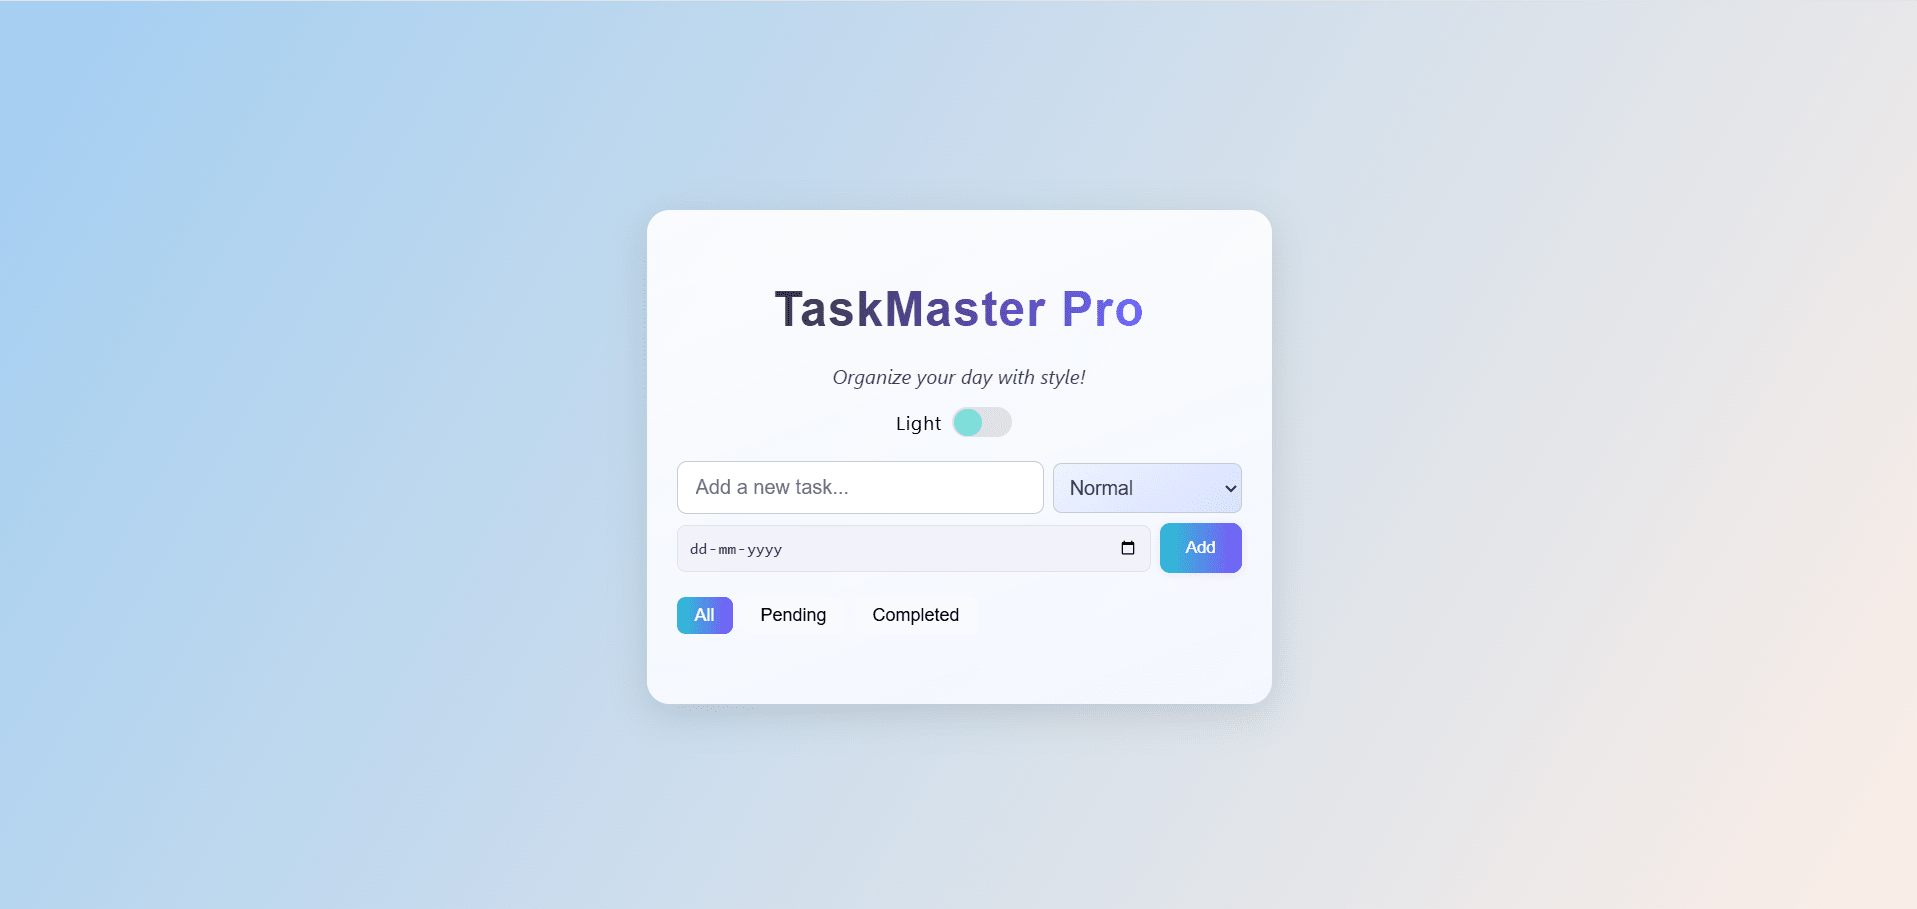 TaskMaster Pro
Organize your day with style!
Light
Add a new task...
Normal
dd-mm-yyyy
Add
All
Pending
Completed